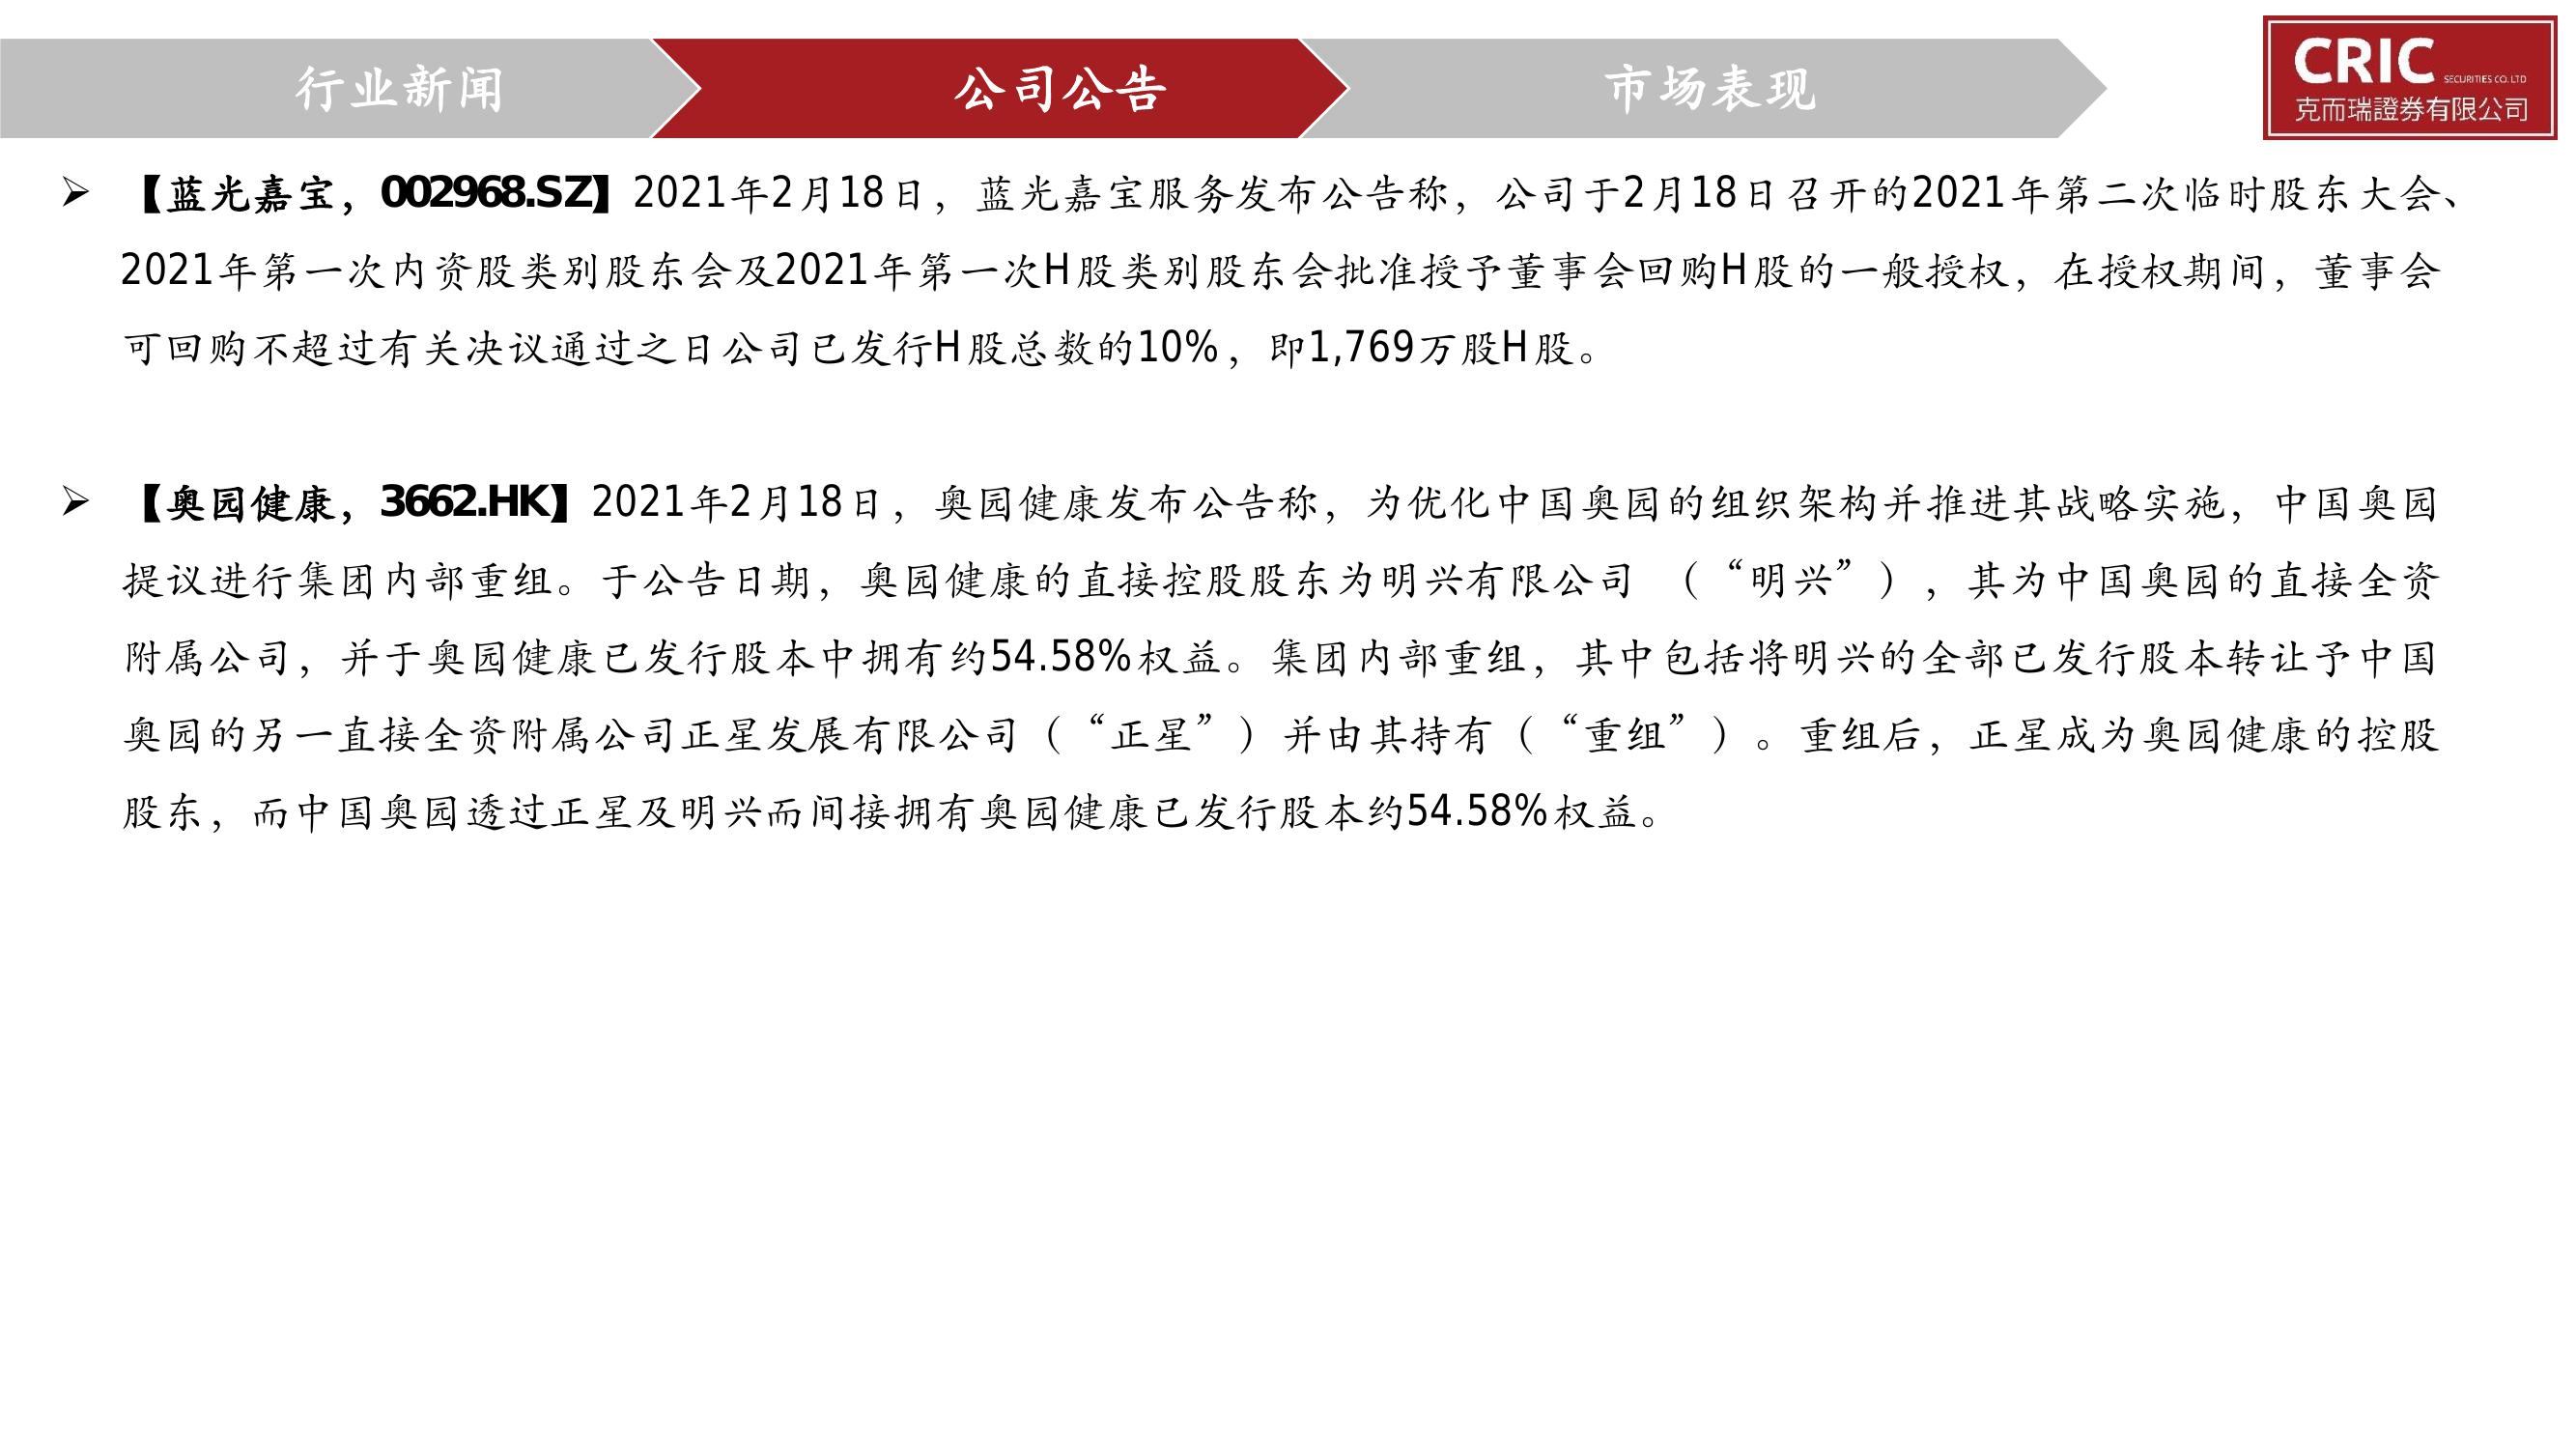 行业新闻
公司公告
市场表现
CRIC SECURITIES CO. LTD
克而瑞證券有限公司
➢ 【蓝光嘉宝，002968.SZ】2021年2月18日，蓝光嘉宝服务发布公告称，公司于2月18日召开的2021年第二次临时股东大会、
2021年第一次内资股类别股东会及2021年第一次H股类别股东会批准授予董事会回购H股的一般授权，在授权期间，董事会
可回购不超过有关决议通过之日公司已发行H股总数的10%，即1,769万股H股。
➢ 【奥园健康，3662.HK】2021年2月18日，奥园健康发布公告称，为优化中国奥园的组织架构并推进其战略实施，中国奥园
提议进行集团内部重组。于公告日期，奥园健康的直接控股股东为明兴有限公司 （“明兴”），其为中国奥园的直接全资
附属公司，并于奥园健康已发行股本中拥有约54.58%权益。集团内部重组，其中包括将明兴的全部已发行股本转让予中国
奥园的另一直接全资附属公司正星发展有限公司（“正星”）并由其持有（“重组”）。重组后，正星成为奥园健康的控股
股东，而中国奥园透过正星及明兴而间接拥有奥园健康已发行股本约54.58%权益。